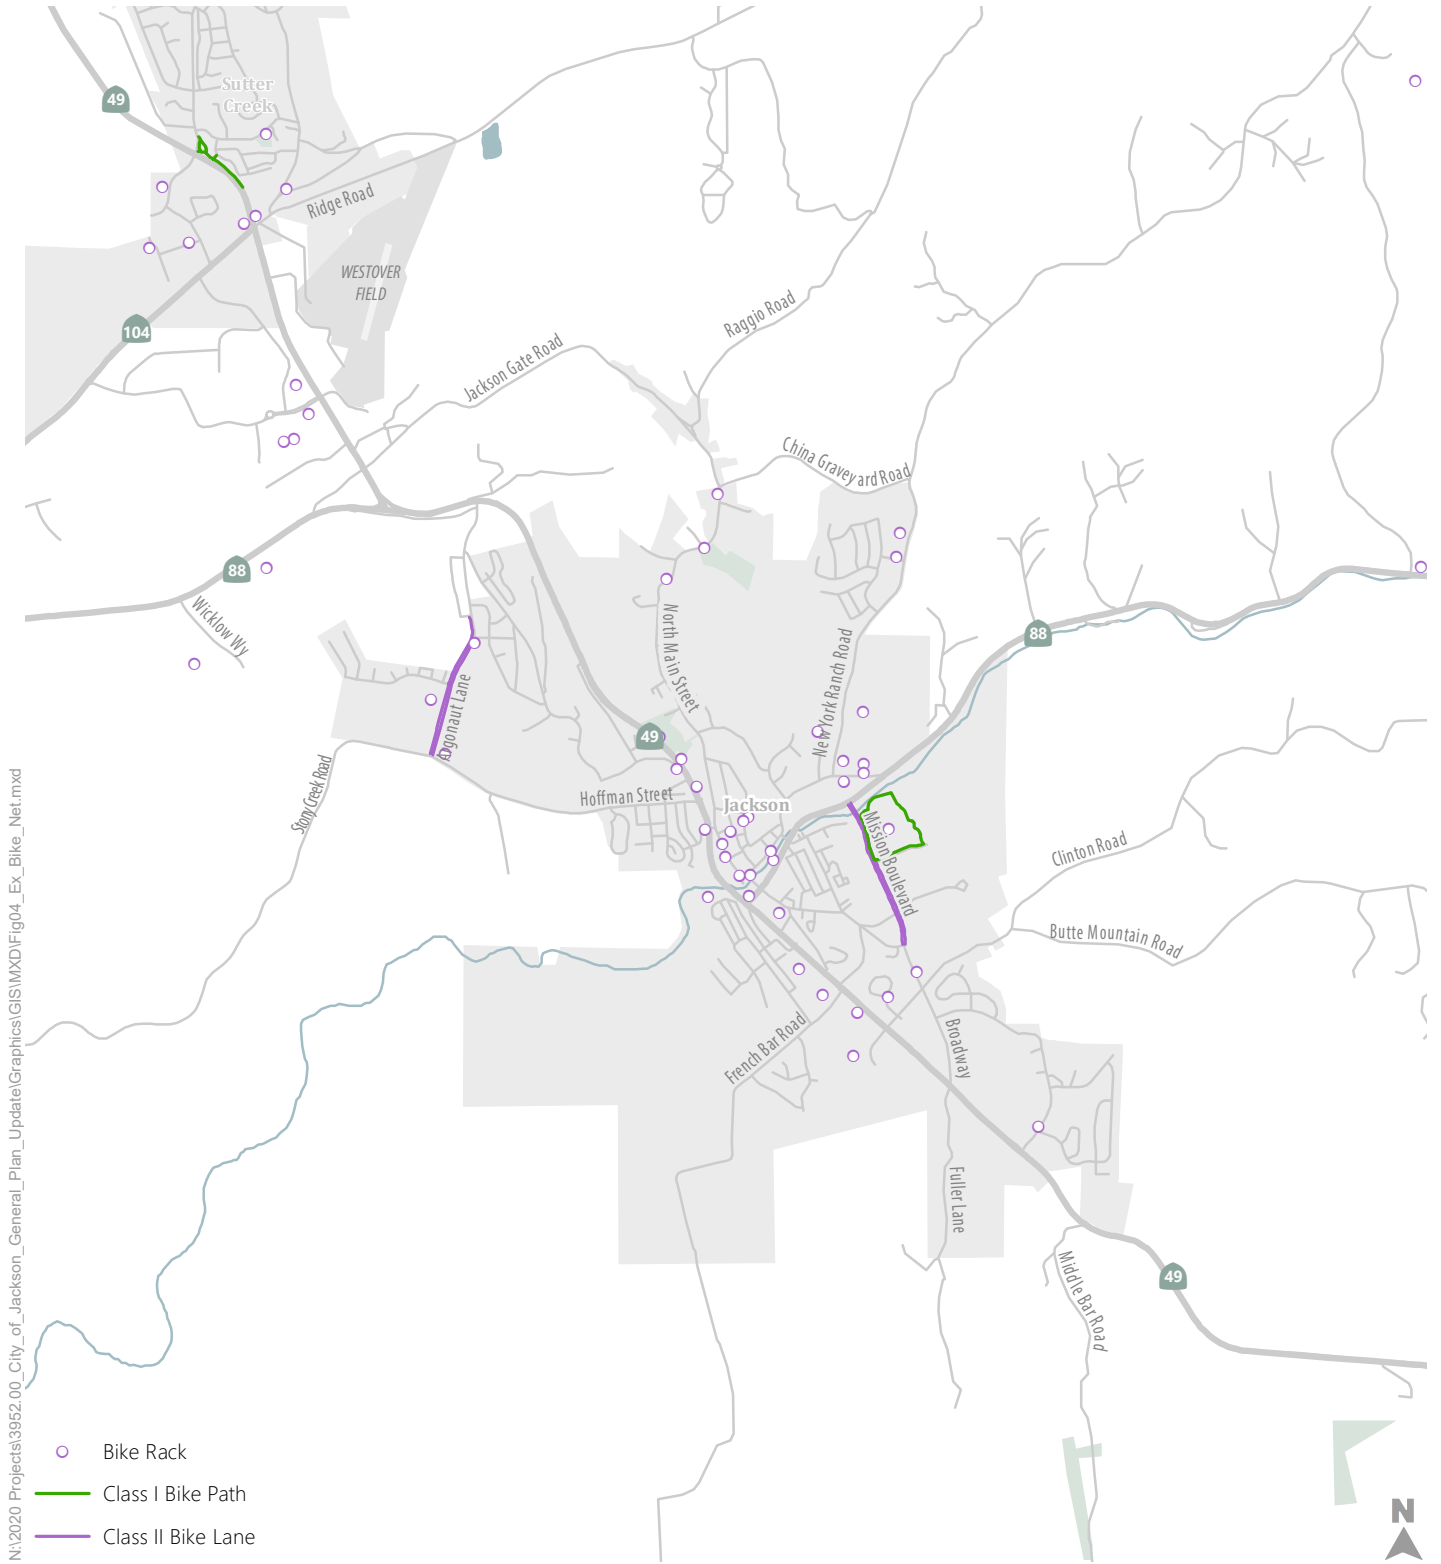 Sutter
Creek
49
Ridge Road
WESTOVER
FIELD
104
Raggio Road
Jackson Gate Road
China Graveyard Road
88
Wicklow Wy
North Main Street
New York Ranch Road
88
Argonaut Lane
49
Stony Creek Road
Hoffman Street
Jackson
Mission Boulevard
Clinton Road
Butte Mountain Road
French Bar Road
Broadway
Fuller Lane
Middle Bar Road
49
Bike Rack
Class I Bike Path
Class II Bike Lane
N
N:\2020 Projects\3952.00_City_of_Jackson_General_Plan_Update\Graphics\GIS\MXD\Fig04_Ex_Bike_Net.mxd